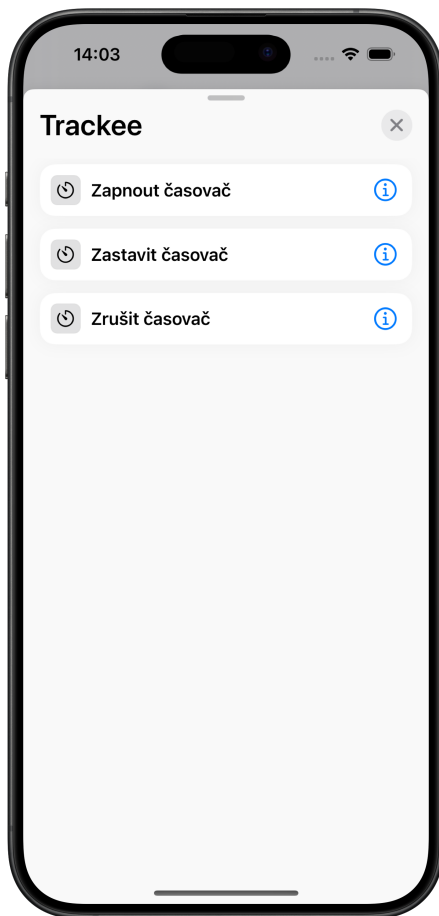 14:03
Trackee
Zapnout časovač
Zastavit časovač
Zrušit časovač